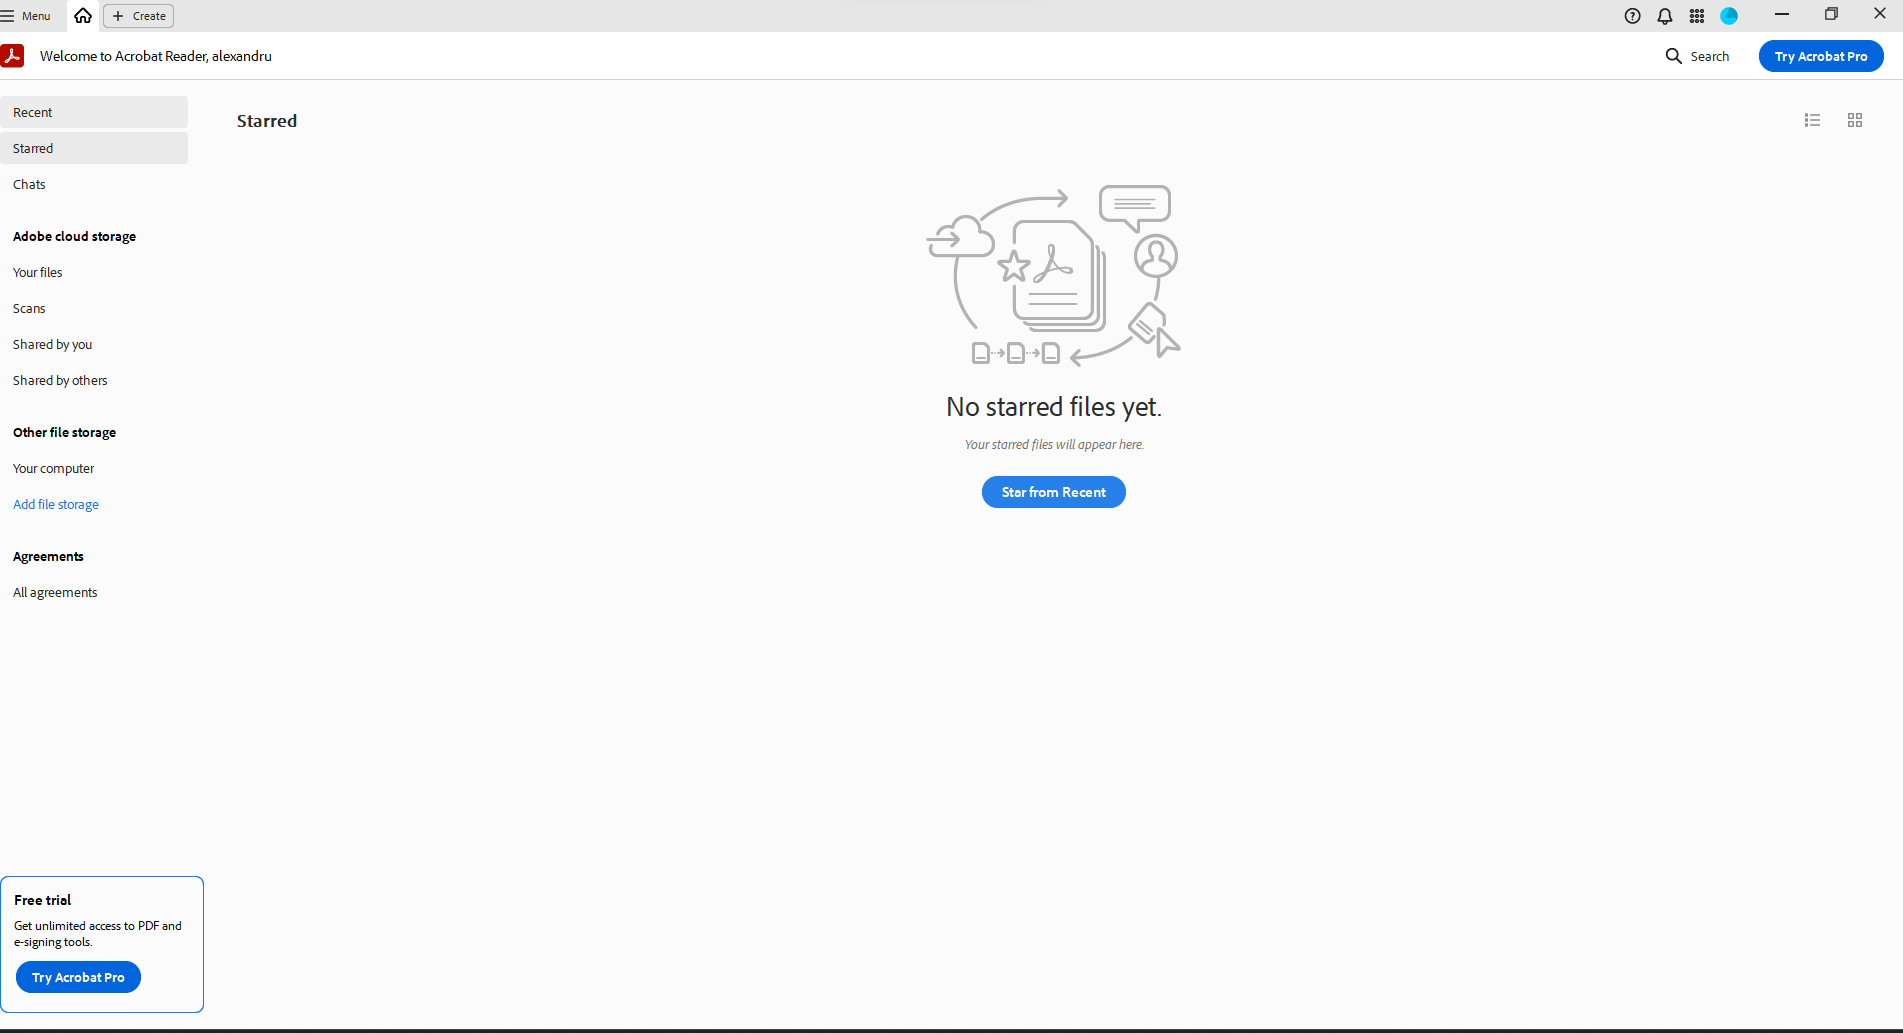 Menu
Create
Welcome to Acrobat Reader, alexandru
Search
Try Acrobat Pro
Recent
Starred
Chats
Adobe cloud storage
Your files
Scans
Shared by you
Shared by others
Other file storage
Your computer
Add file storage
Agreements
All agreements
Free trial
Get unlimited access to PDF and
e-signing tools.
Try Acrobat Pro
Starred
No starred files yet.
Your starred files will appear here.
Star from Recent